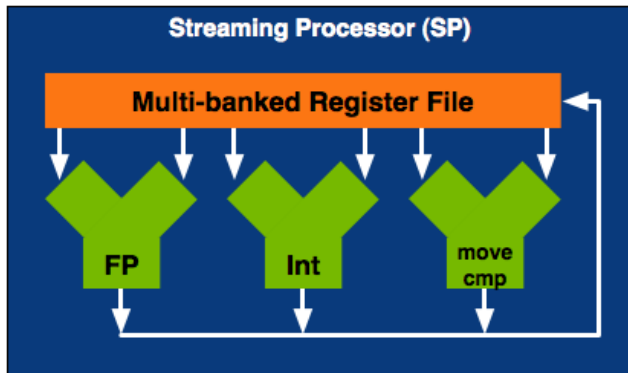 Streaming Processor (SP)
Multi-banked Register File
FP
Int
move
cmp